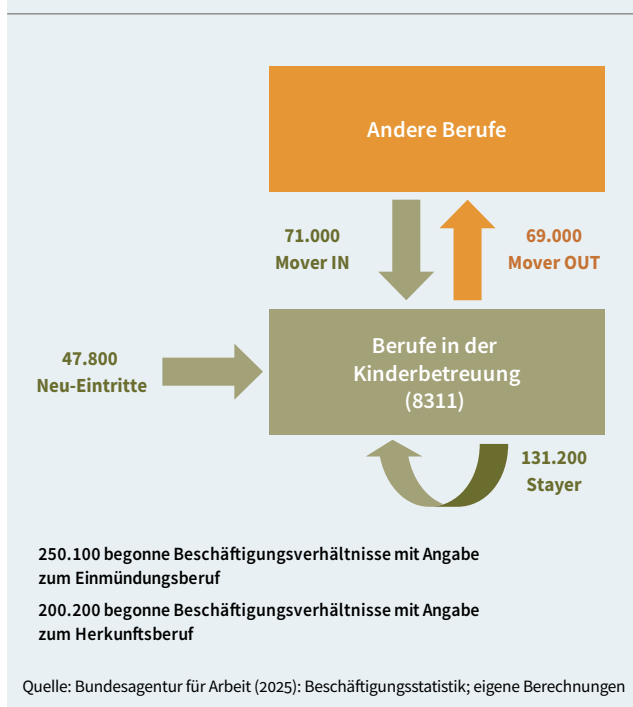 Andere Berufe
71.000
Mover IN
69.000
Mover OUT
47.800
Neu-Eintritte
Berufe in der
Kinderbetreuung
(8311)
131.200
Stayer
250.100 begonne Beschäftigungsverhältnisse mit Angabe
zum Einmündungsberuf
200.200 begonne Beschäftigungsverhältnisse mit Angabe
zum Herkunftsberuf
Quelle: Bundesagentur für Arbeit (2025): Beschäftigungsstatistik; eigene Berechnungen